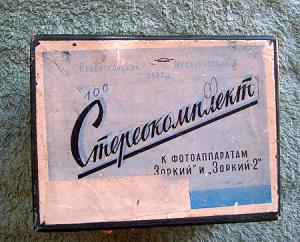 Красногорский Механический
завод
100
Стереокомплект
К ФОТОАППАРАТАМ
"Зоркий" и "Зоркий-2"